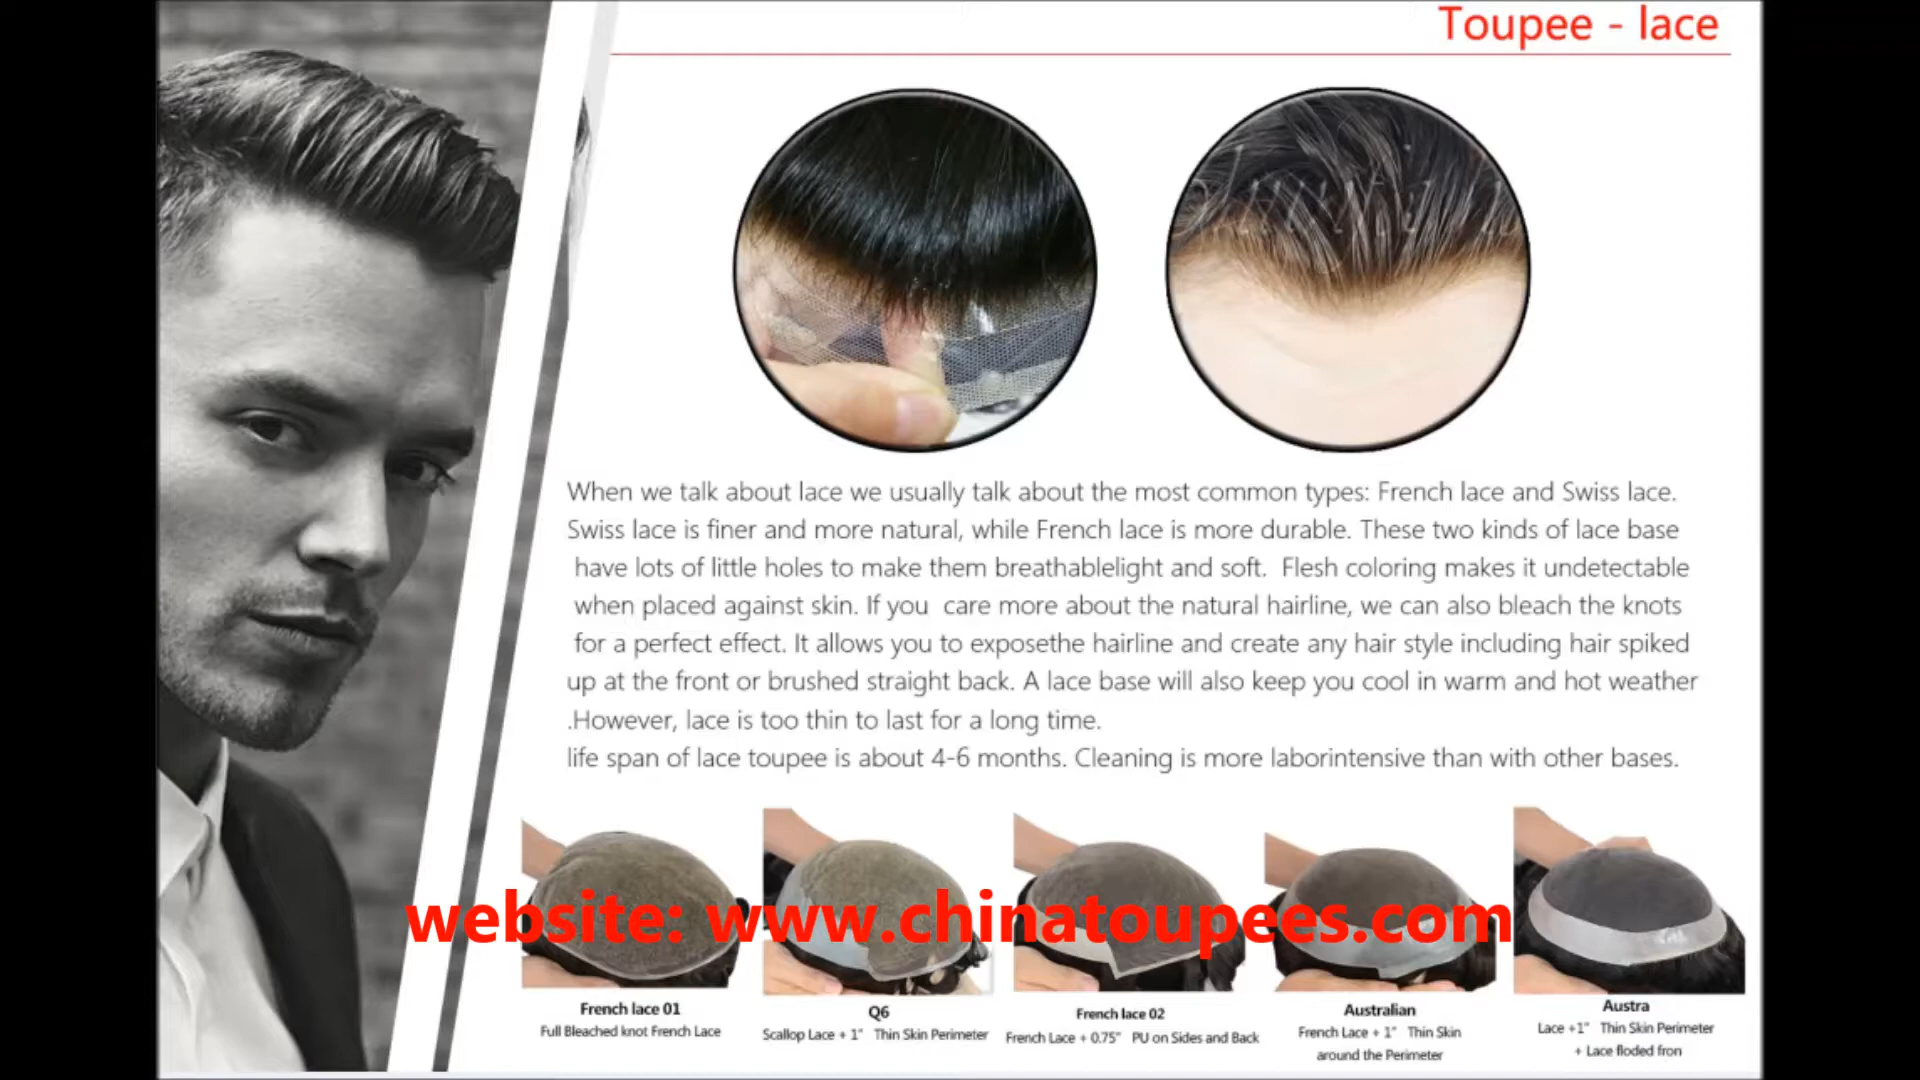 Toupee - lace
When we talk about lace we usually talk about the most common types: French lace and Swiss lace.
Swiss lace is finer and more natural, while French lace is more durable. These two kinds of lace base
have lots of little holes to make them breathablelight and soft. Flesh coloring makes it undetectable
when placed against skin. If you care more about the natural hairline, we can also bleach the knots
for a perfect effect. It allows you to exposethe hairline and create any hair style including hair spiked
up at the front or brushed straight back. A lace base will also keep you cool in warm and hot weather
.However, lace is too thin to last for a long time.
life span of lace toupee is about 4-6 months. Cleaning is more laborintensive than with other bases.
website: www.chinatoupees.com
French lace 01
Full Bleached knot French Lace
Q6
Scallop Lace + 1" Thin Skin Perimeter
French lace 02
French Lace + 0.75" PU on Sides and Back
Australian
French Lace + 1" Thin Skin
around the Perimeter
Austra
Lace +1" Thin Skin Perimeter
+ Lace floded fron